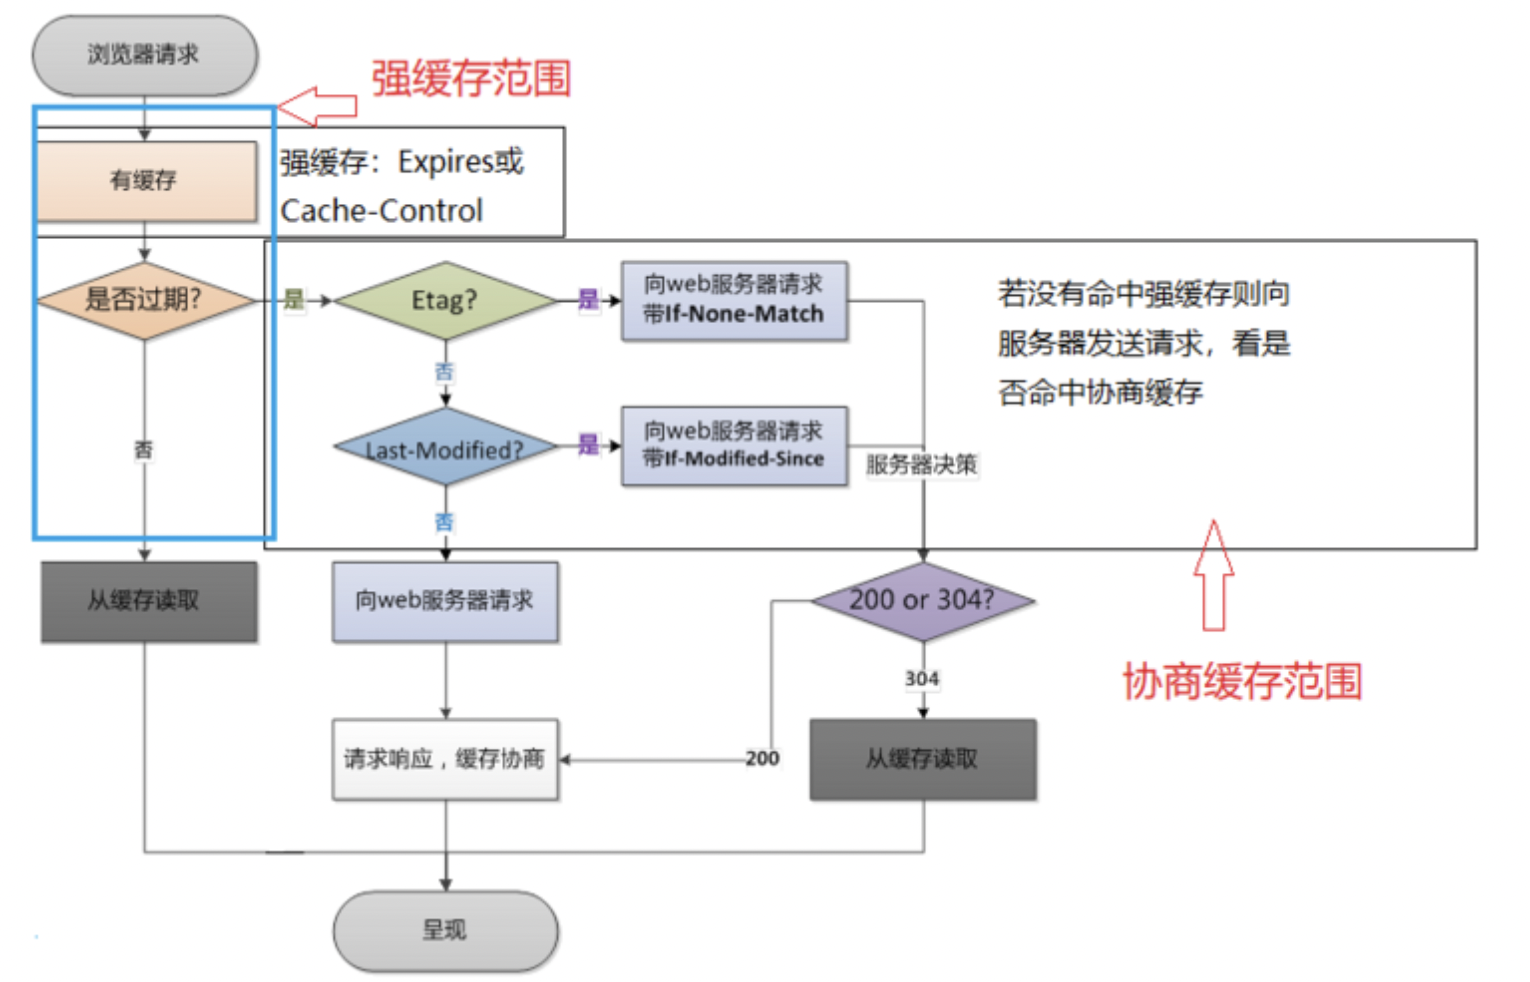 浏览器请求
强缓存范围
有缓存
强缓存：Expires或
Cache-Control
是否过期?
是
Etag?
是
向web服务器请求
带If-None-Match
若没有命中强缓存则向
服务器发送请求，看是
否命中协商缓存
否
否
Last-Modified?
是
向web服务器请求
带If-Modified-Since
服务器决策
否
从缓存读取
向web服务器请求
200 or 304?
304
协商缓存范围
请求响应，缓存协商
200
从缓存读取
呈现